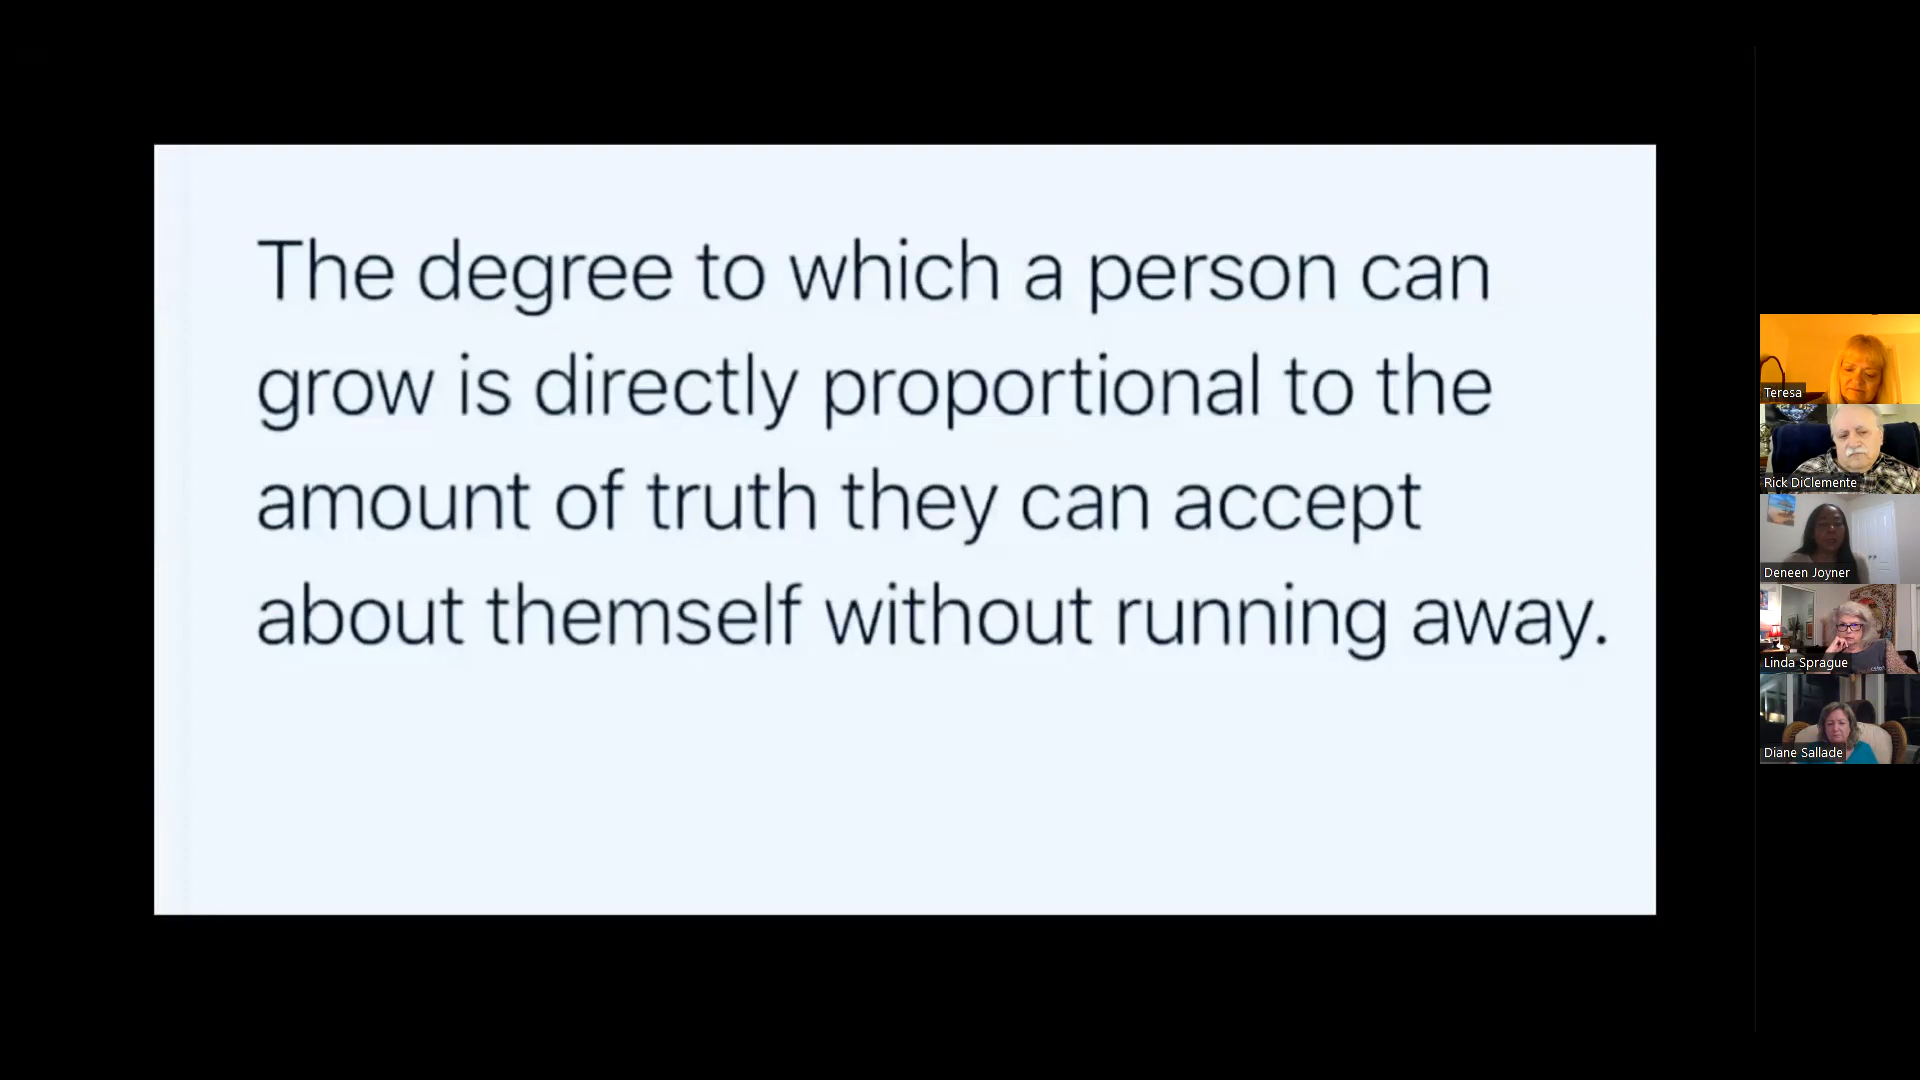 The degree to which a person can
grow is directly proportional to the
amount of truth they can accept
about themself without running away.
Teresa
Rick DiClemente
Deneen Joyner
Linda Sprague
Diane Sallade